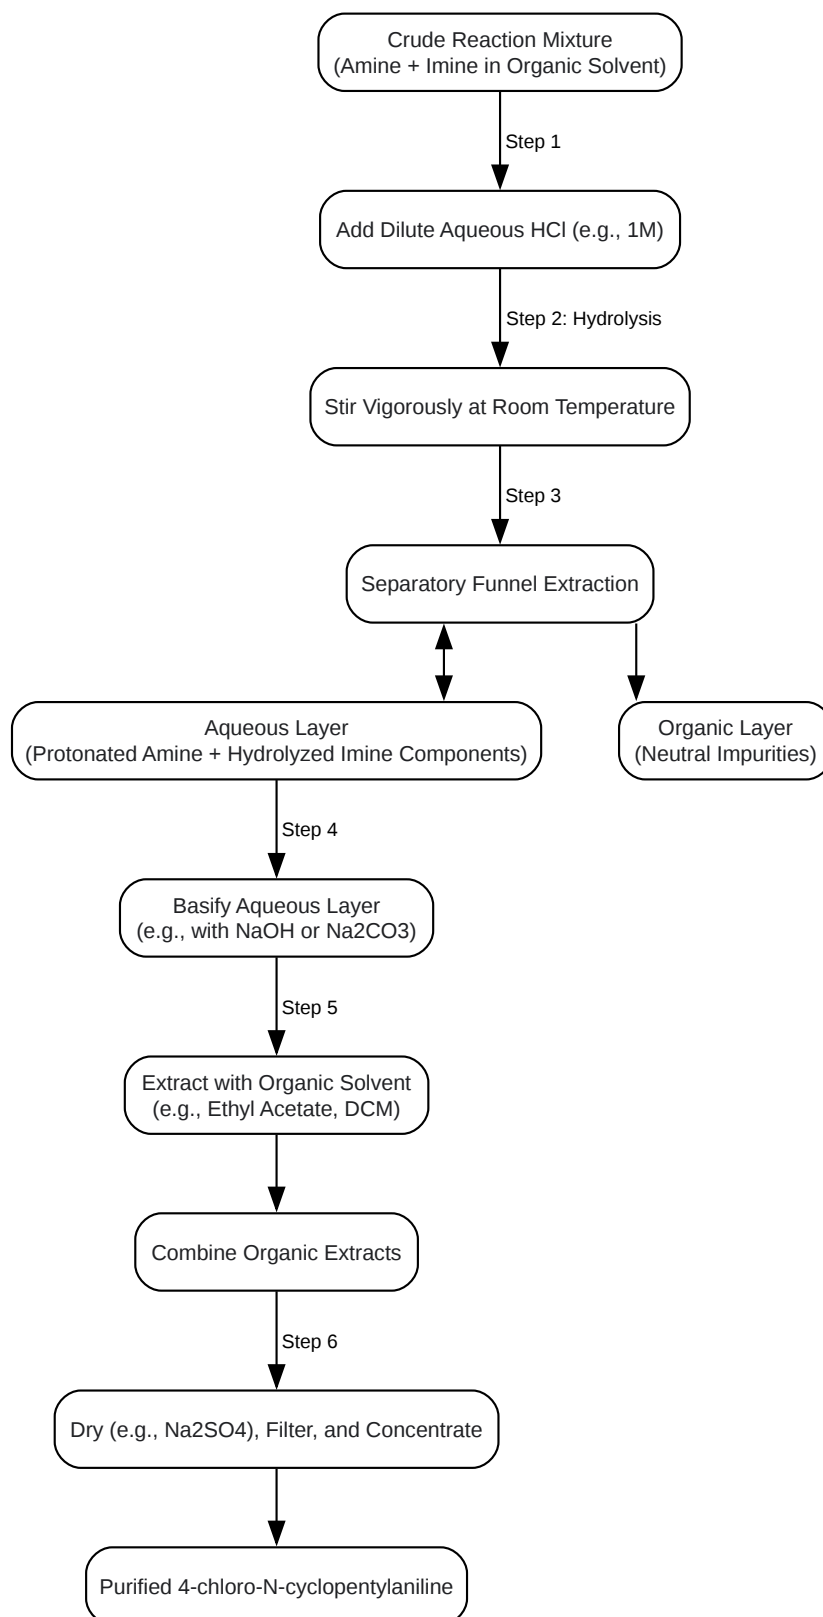 Crude Reaction Mixture
(Amine + Imine in Organic Solvent)
Step 1
Add Dilute Aqueous HCl (e.g., 1M)
Step 2: Hydrolysis
Stir Vigorously at Room Temperature
Step 3
Separatory Funnel Extraction
Aqueous Layer
(Protonated Amine + Hydrolyzed Imine Components)
Organic Layer
(Neutral Impurities)
Step 4
Basify Aqueous Layer
(e.g., with NaOH or Na2CO3)
Step 5
Extract with Organic Solvent
(e.g., Ethyl Acetate, DCM)
Combine Organic Extracts
Step 6
Dry (e.g., Na2SO4), Filter, and Concentrate
Purified 4-chloro-N-cyclopentylaniline